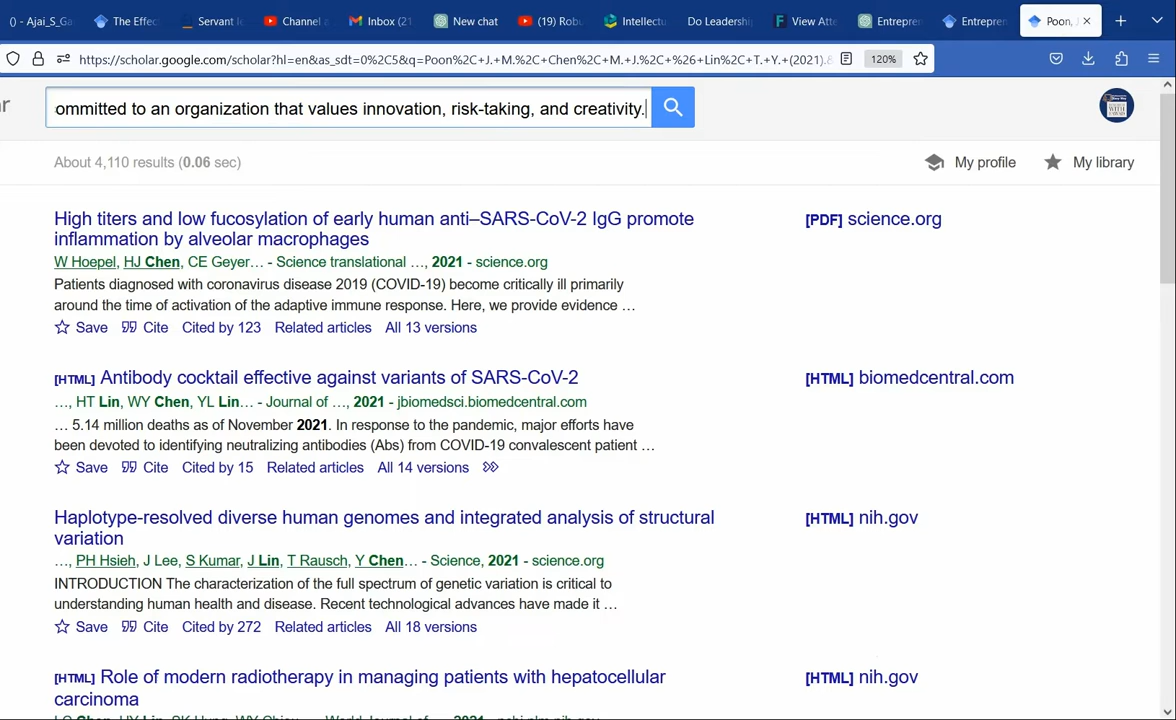 () - Ajai_S_Ga
The Effec
Servant le
Channel a
Inbox (21
New chat
(19) Robu
Intellectu
Do Leadershi
View Atte
Entrepren
Entrepren
Poon, J
https://scholar.google.com/scholar?hl=en&as_sdt=0%2C5&q=Poon%2C+J.+M.%2C+Chen%2C+M.+J.%2C+%26+Lin%2C+T.+Y.+(2021).&
120%
ommitted to an organization that values innovation, risk-taking, and creativity.
About 4,110 results (0.06 sec)
My profile
My library
High titers and low fucosylation of early human anti–SARS-CoV-2 IgG promote
inflammation by alveolar macrophages
[PDF] science.org
W Hoepel, HJ Chen, CE Geyer… - Science translational …, 2021 - science.org
Patients diagnosed with coronavirus disease 2019 (COVID-19) become critically ill primarily
around the time of activation of the adaptive immune response. Here, we provide evidence …
Save Cite Cited by 123 Related articles All 13 versions
[HTML] Antibody cocktail effective against variants of SARS-CoV-2
[HTML] biomedcentral.com
…, HT Lin, WY Chen, YL Lin… - Journal of …, 2021 - jbiomedsci.biomedcentral.com
… 5.14 million deaths as of November 2021. In response to the pandemic, major efforts have
been devoted to identifying neutralizing antibodies (Abs) from COVID-19 convalescent patient …
Save Cite Cited by 15 Related articles All 14 versions
Haplotype-resolved diverse human genomes and integrated analysis of structural
variation
[HTML] nih.gov
…, PH Hsieh, J Lee, S Kumar, J Lin, T Rausch, Y Chen… - Science, 2021 - science.org
INTRODUCTION The characterization of the full spectrum of genetic variation is critical to
understanding human health and disease. Recent technological advances have made it …
Save Cite Cited by 272 Related articles All 18 versions
[HTML] Role of modern radiotherapy in managing patients with hepatocellular
carcinoma
[HTML] nih.gov